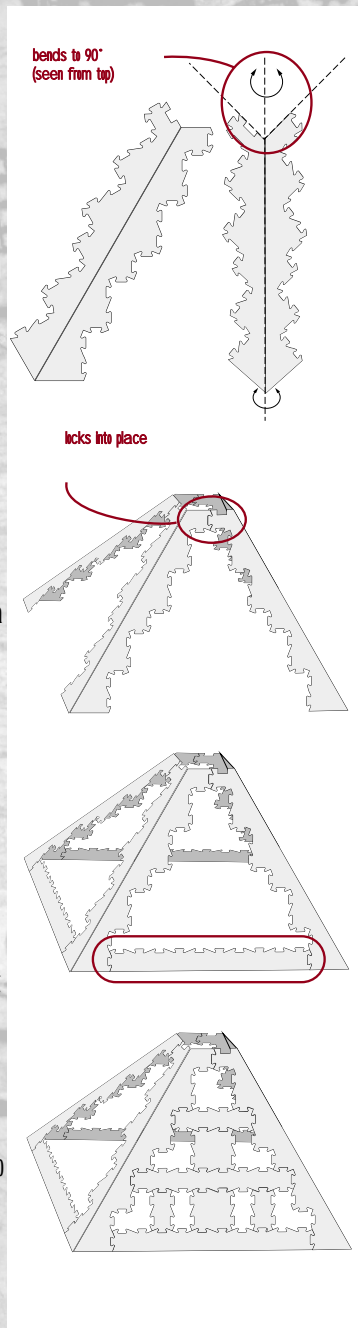 bends to 90°
(seen from top)
locks into place